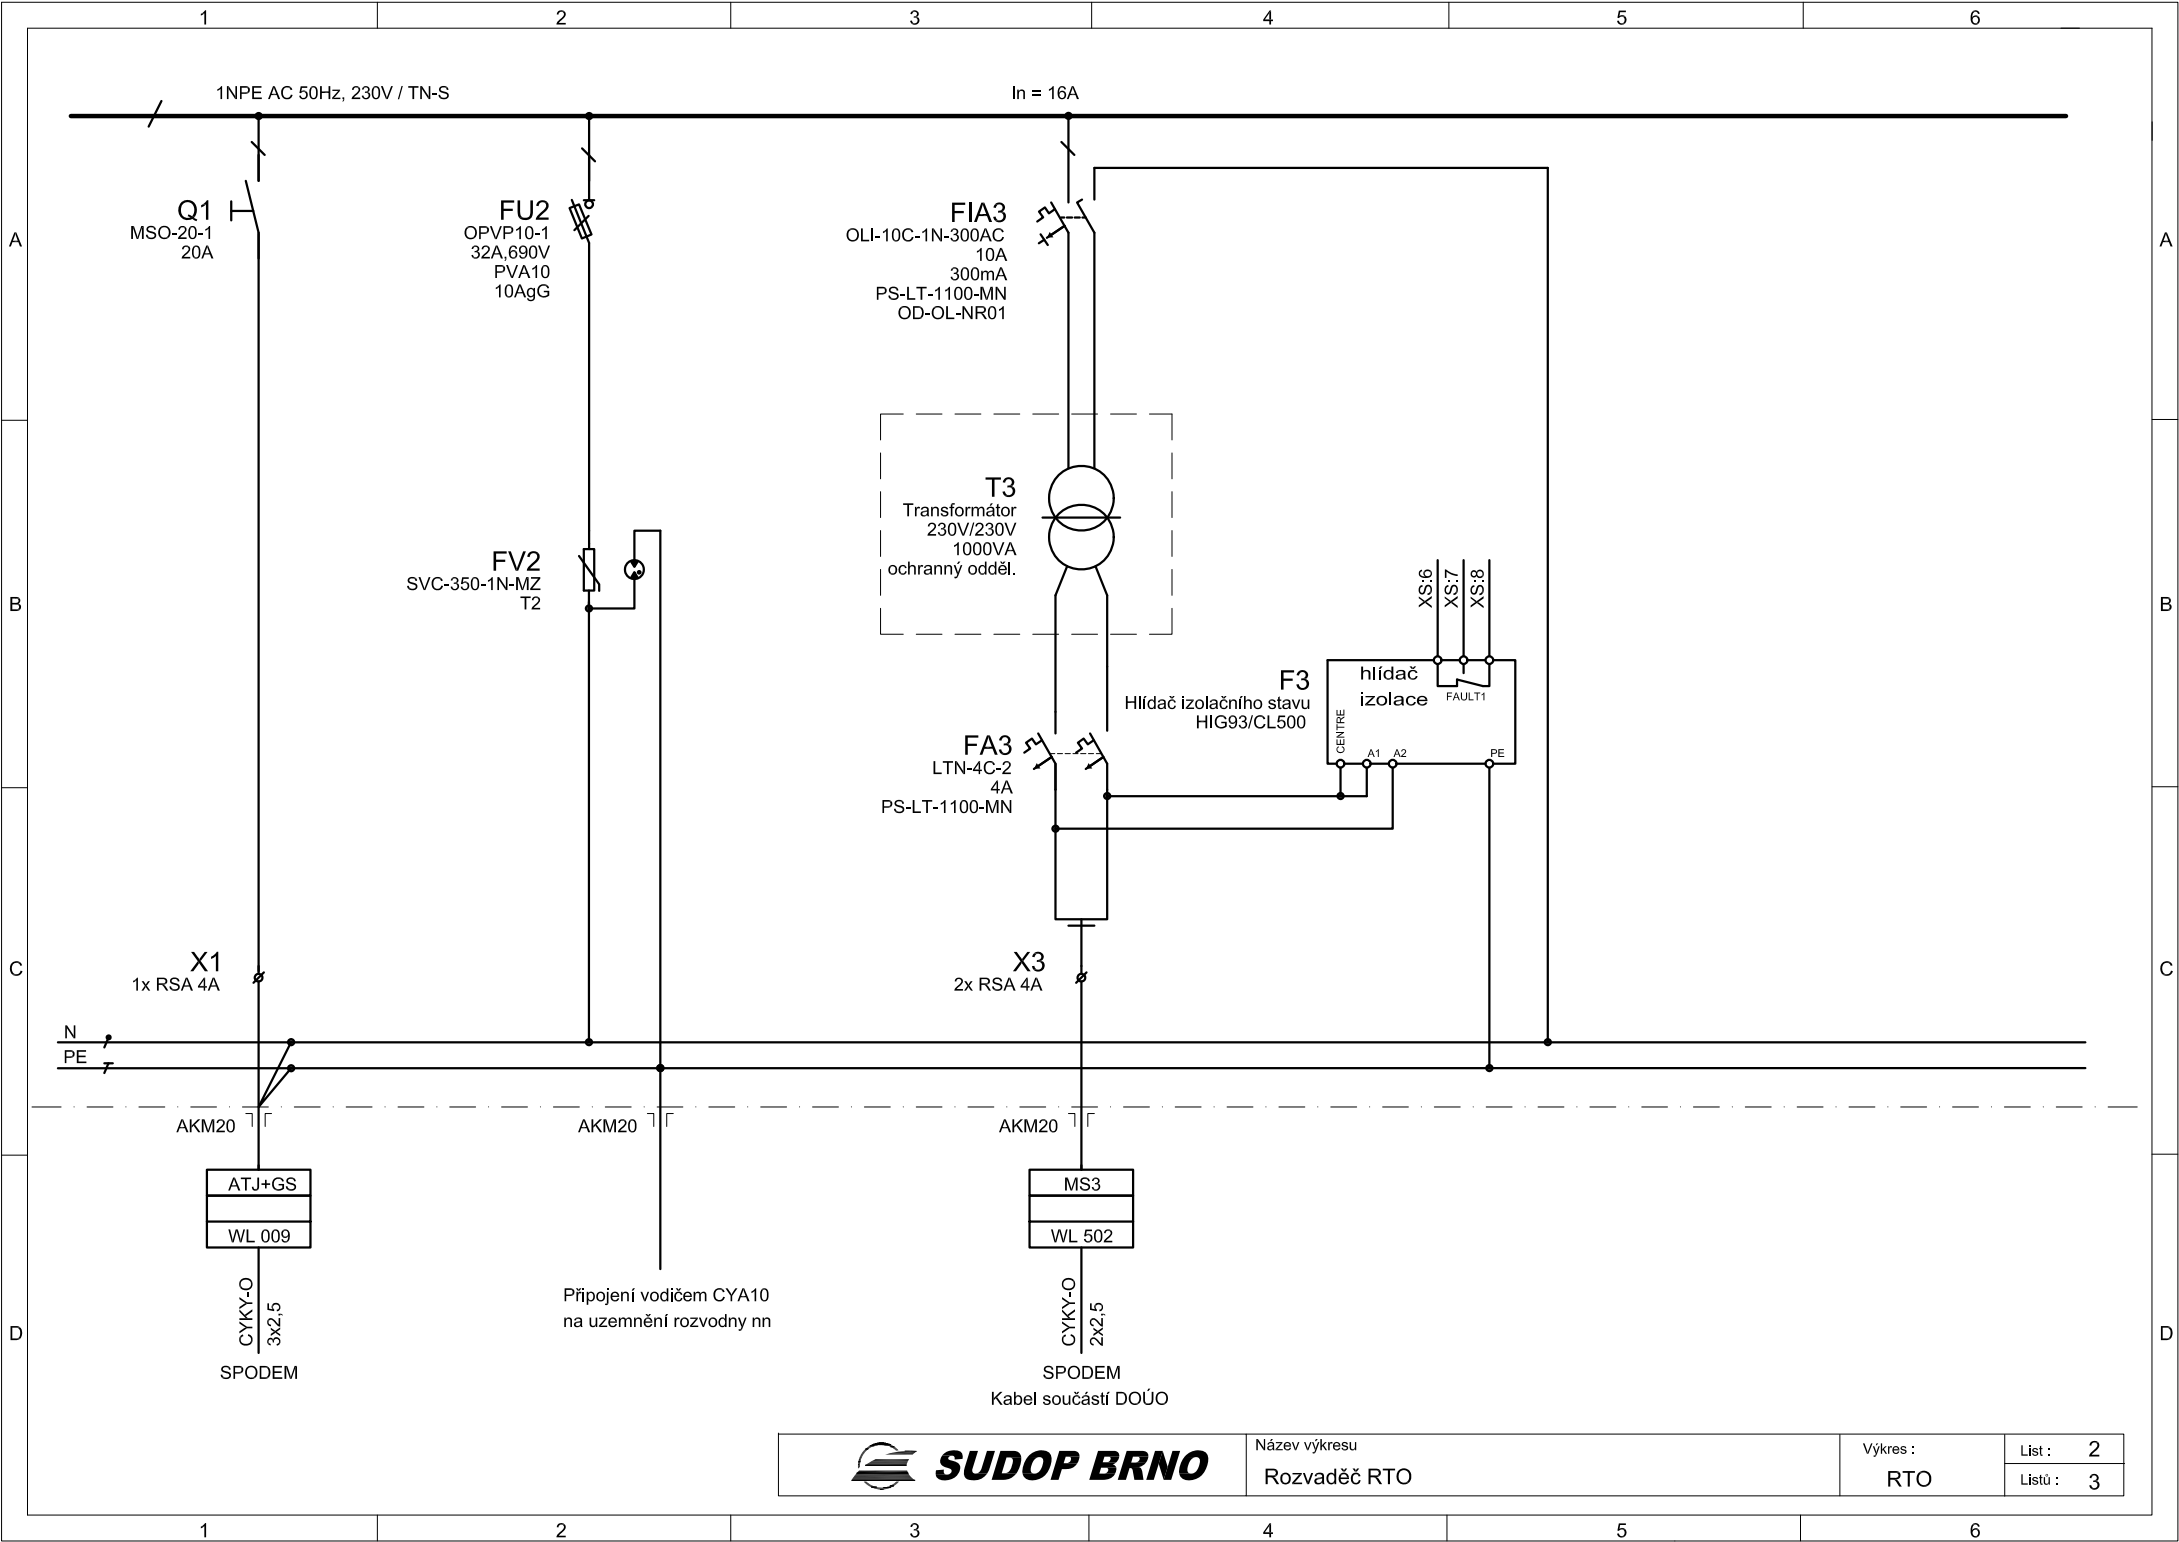 1 2 3 4 5 6
1NPE AC 50Hz, 230V / TN-S
In = 16A
A
A
Q1
MSO-20-1
20A
FU2
OPVP10-1
32A,690V
PVA10
10AgG
FIA3
OLI-10C-1N-300AC
10A
300mA
PS-LT-1100-MN
OD-OL-NR01
T3
Transformátor
230V/230V
1000VA
ochranný odděl.
FV2
SVC-350-1N-MZ
T2
B
B
XS:6
XS:7
XS:8
F3
Hlídač izolačního stavu
HIG93/CL500
hlídač
izolace
FAULT1
CENTRE
A1
A2
PE
FA3
LTN-4C-2
4A
PS-LT-1100-MN
C
C
X1
1x RSA 4A
X3
2x RSA 4A
N
PE
AKM20
AKM20
AKM20
ATJ+GS
WL 009
MS3
WL 502
CYKY-O
3x2,5
SPODEM
Připojení vodičem CYA10
na uzemnění rozvodny nn
CYKY-O
2x2,5
SPODEM
Kabel součástí DOÚO
D
D
SUDOP BRNO
Název výkresu
Rozvaděč RTO
Výkres :
RTO
List : 2
Listů : 3
1 2 3 4 5 6